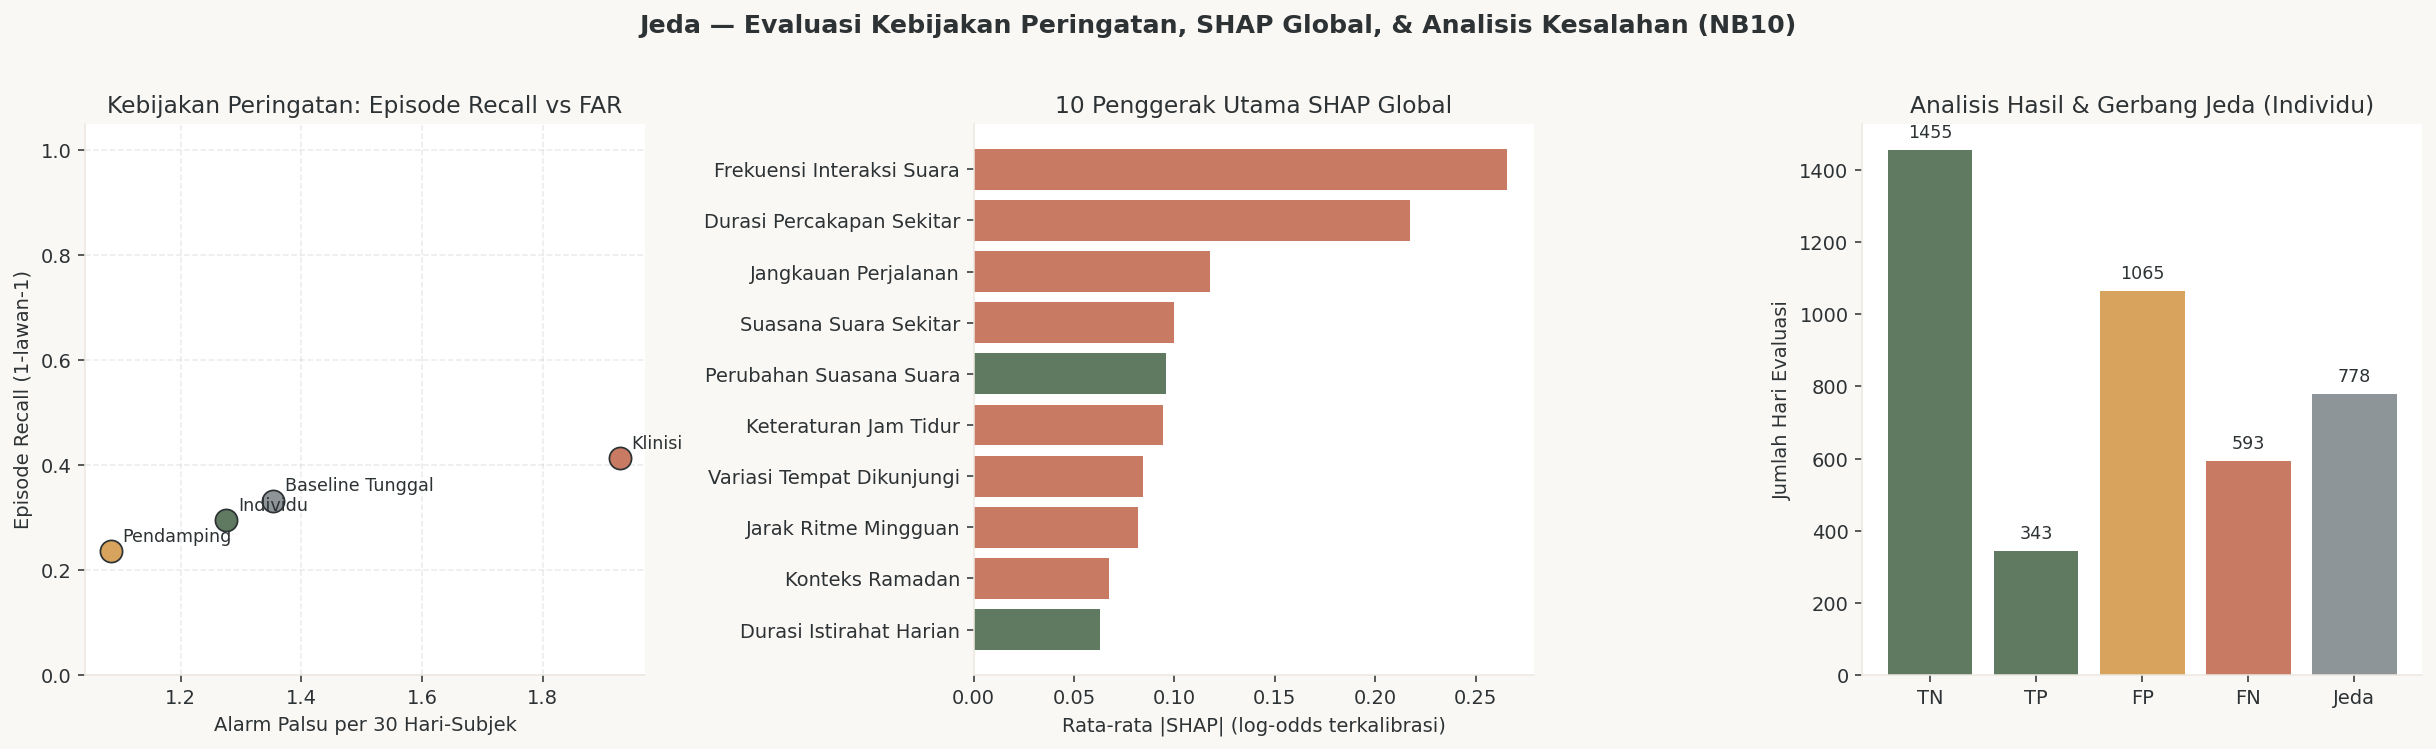 Jeda — Evaluasi Kebijakan Peringatan, SHAP Global, & Analisis Kesalahan (NB10)
Kebijakan Peringatan: Episode Recall vs FAR
Episode Recall (1-lawan-1)
1.0
0.8
0.6
0.4
0.2
0.0
Klinisi
Baseline Tunggal
Individu
Pendamping
1.2
1.4
1.6
1.8
Alarm Palsu per 30 Hari-Subjek
10 Penggerak Utama SHAP Global
Frekuensi Interaksi Suara
Durasi Percakapan Sekitar
Jangkauan Perjalanan
Suasana Suara Sekitar
Perubahan Suasana Suara
Keteraturan Jam Tidur
Variasi Tempat Dikunjungi
Jarak Ritme Mingguan
Konteks Ramadan
Durasi Istirahat Harian
0.00
0.05
0.10
0.15
0.20
0.25
Rata-rata |SHAP| (log-odds terkalibrasi)
Analisis Hasil & Gerbang Jeda (Individu)
Jumlah Hari Evaluasi
1400
1200
1000
800
600
400
200
0
1455
343
1065
593
778
TN
TP
FP
FN
Jeda